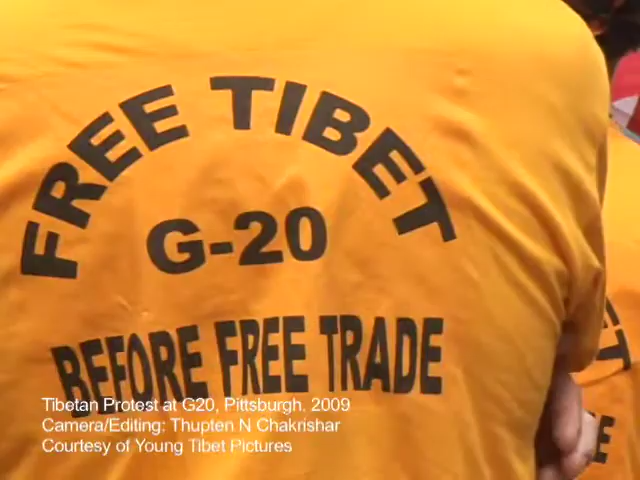 FREE TIBET
G-20
BEFORE FREE TRADE
Tibetan Protest at G20, Pittsburgh. 2009
Camera/Editing: Thupten N Chakrishar
Courtesy of Young Tibet Pictures
ET
E